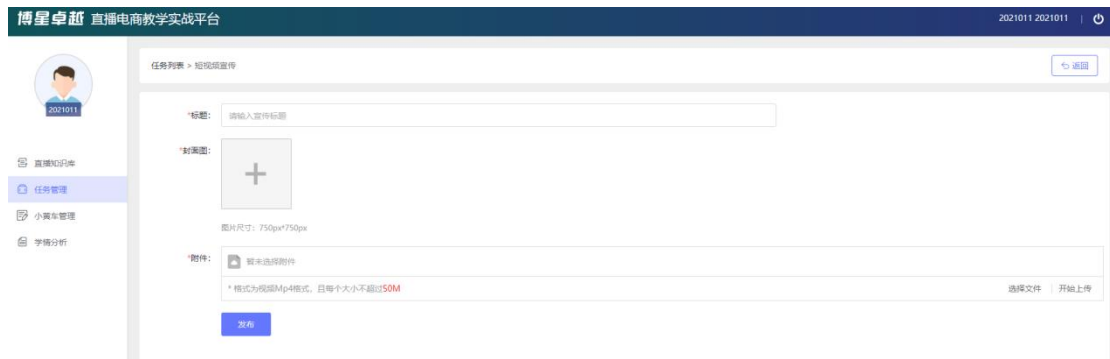 博星卓越 直播电商教学实战平台
2021011 2021011
任务列表 > 短视频宣传
返回
2021011
*标题:
请输入宣传标题
*封面图:
直播知识库
任务管理
小黄车管理
图片尺寸: 750px*750px
学情分析
*附件:
暂未选择附件
* 格式为视频Mp4格式, 且每个大小不超过50M
选择文件
开始上传
发布